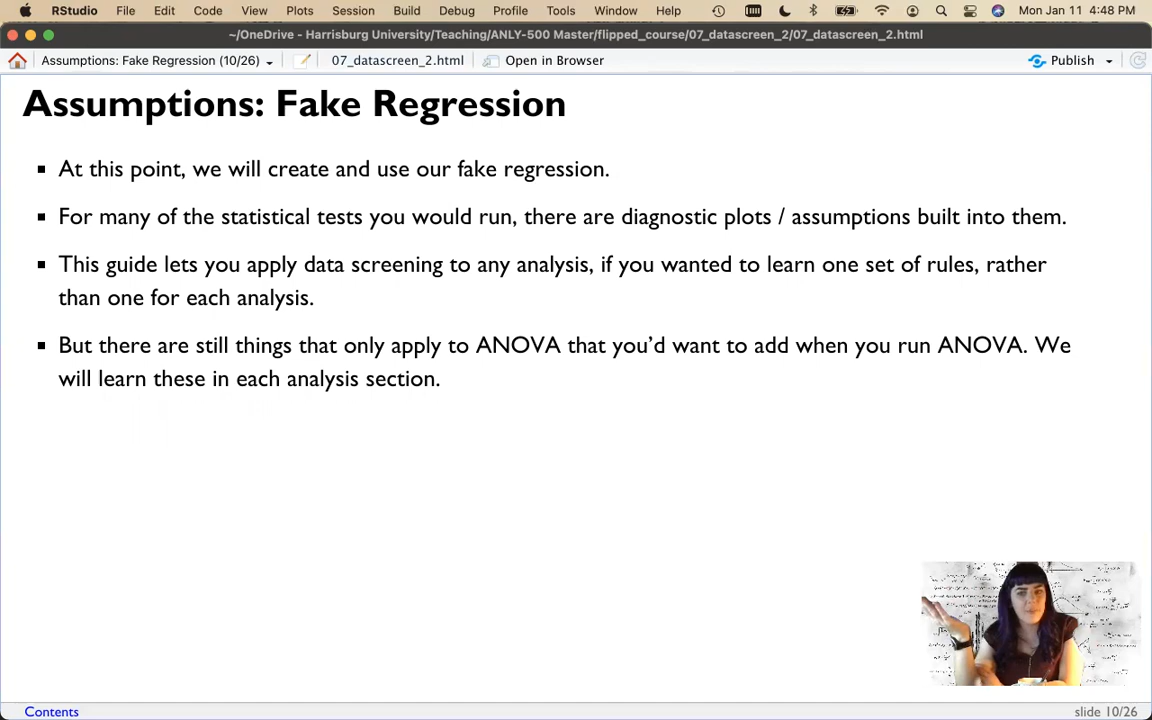 RStudio File Edit Code View Plots Session Build Debug Profile Tools Window Help Mon Jan 11 4:48 PM
~/OneDrive - Harrisburg University/Teaching/ANLY-500 Master/flipped_course/07_datascreen_2/07_datascreen_2.html
Assumptions: Fake Regression (10/26) 07_datascreen_2.html Open in Browser Publish
Assumptions: Fake Regression
At this point, we will create and use our fake regression.
For many of the statistical tests you would run, there are diagnostic plots / assumptions built into them.
This guide lets you apply data screening to any analysis, if you wanted to learn one set of rules, rather
than one for each analysis.
But there are still things that only apply to ANOVA that you’d want to add when you run ANOVA. We
will learn these in each analysis section.
Contents slide 10/26